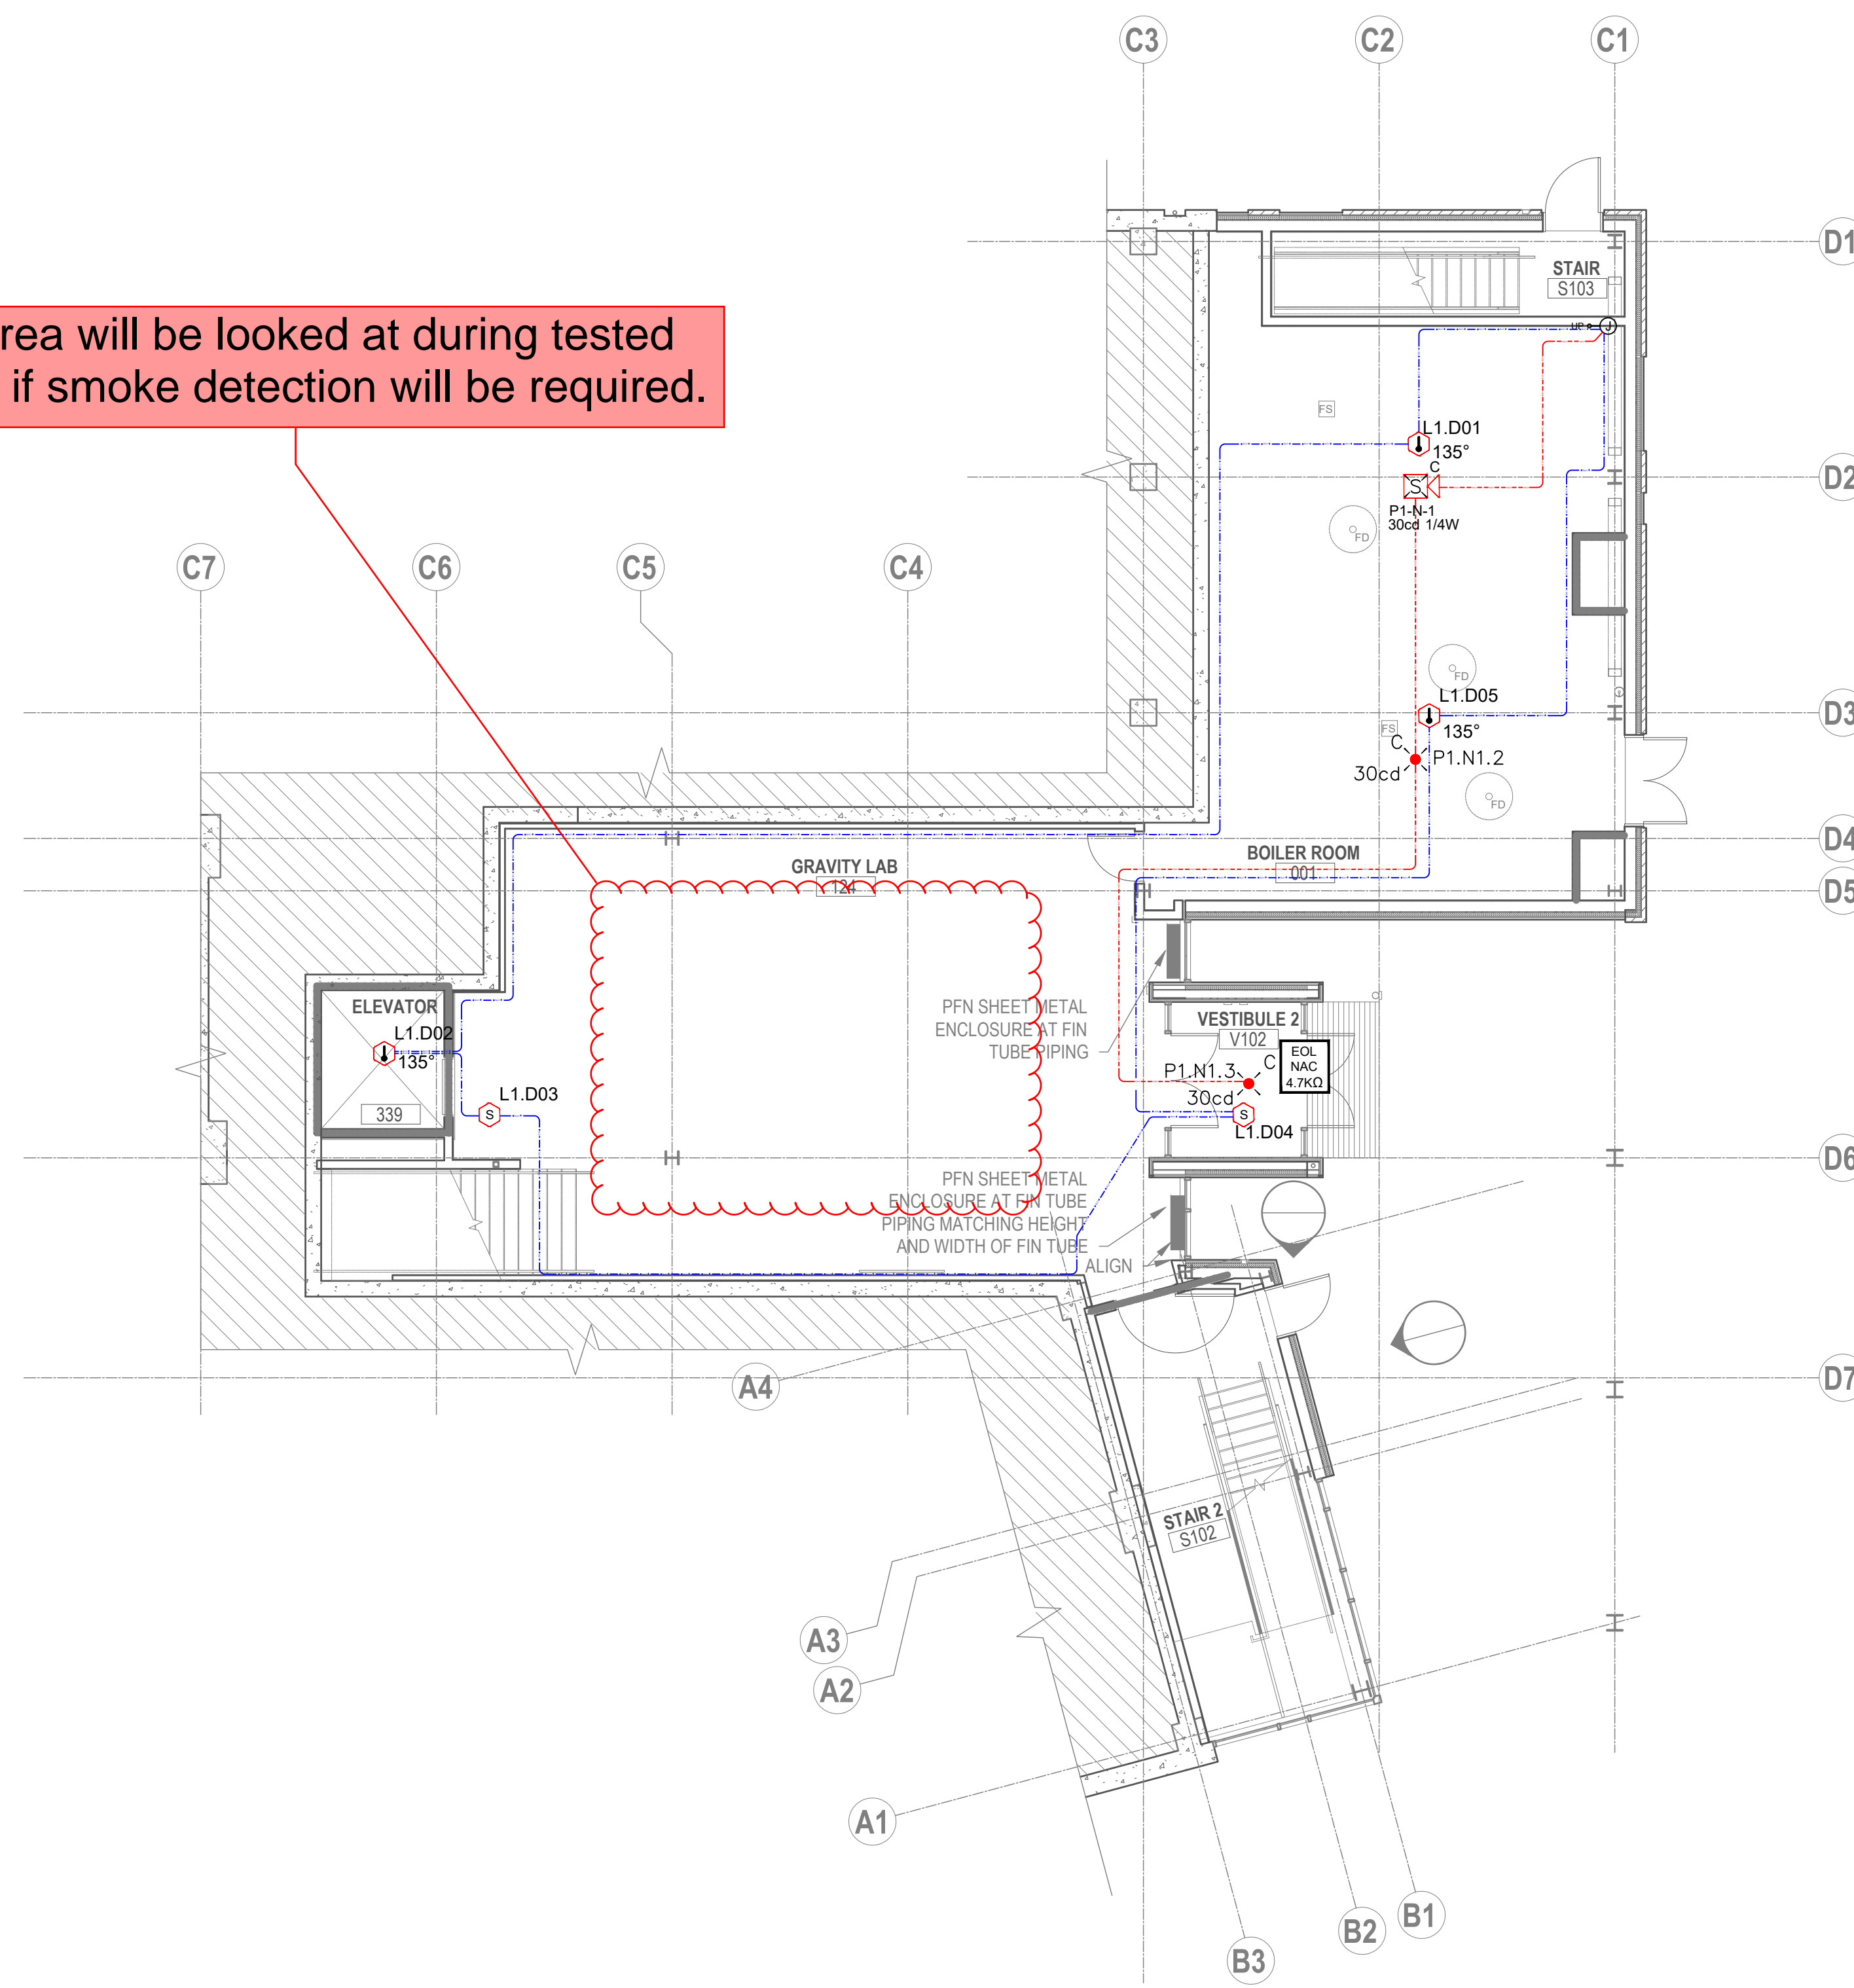 C3
C2
C1
D1
STAIR
S103
rea will be looked at during tested
if smoke detection will be required.
UP
J
FS
L1.D01
135°
C
S
P1-N-1
30cd 1/4W
D2
FD
C7
C6
C5
C4
FD
L1.D05
135°
D3
FS
C
P1.N1.2
30cd
FD
D4
GRAVITY LAB
124
BOILER ROOM
001
D5
ELEVATOR
L1.D02
135°
339
L1.D03
S
PFN SHEET METAL
ENCLOSURE AT FIN
TUBE PIPING
VESTIBULE 2
V102
EOL
NAC
4.7KΩ
P1.N1.3
C
30cd
S
L1.D04
D6
PFN SHEET METAL
ENCLOSURE AT FIN TUBE
PIPING MATCHING HEIGHT
AND WIDTH OF FIN TUBE
ALIGN
A4
D7
STAIR 2
S102
A3
A2
A1
B1
B2
B3